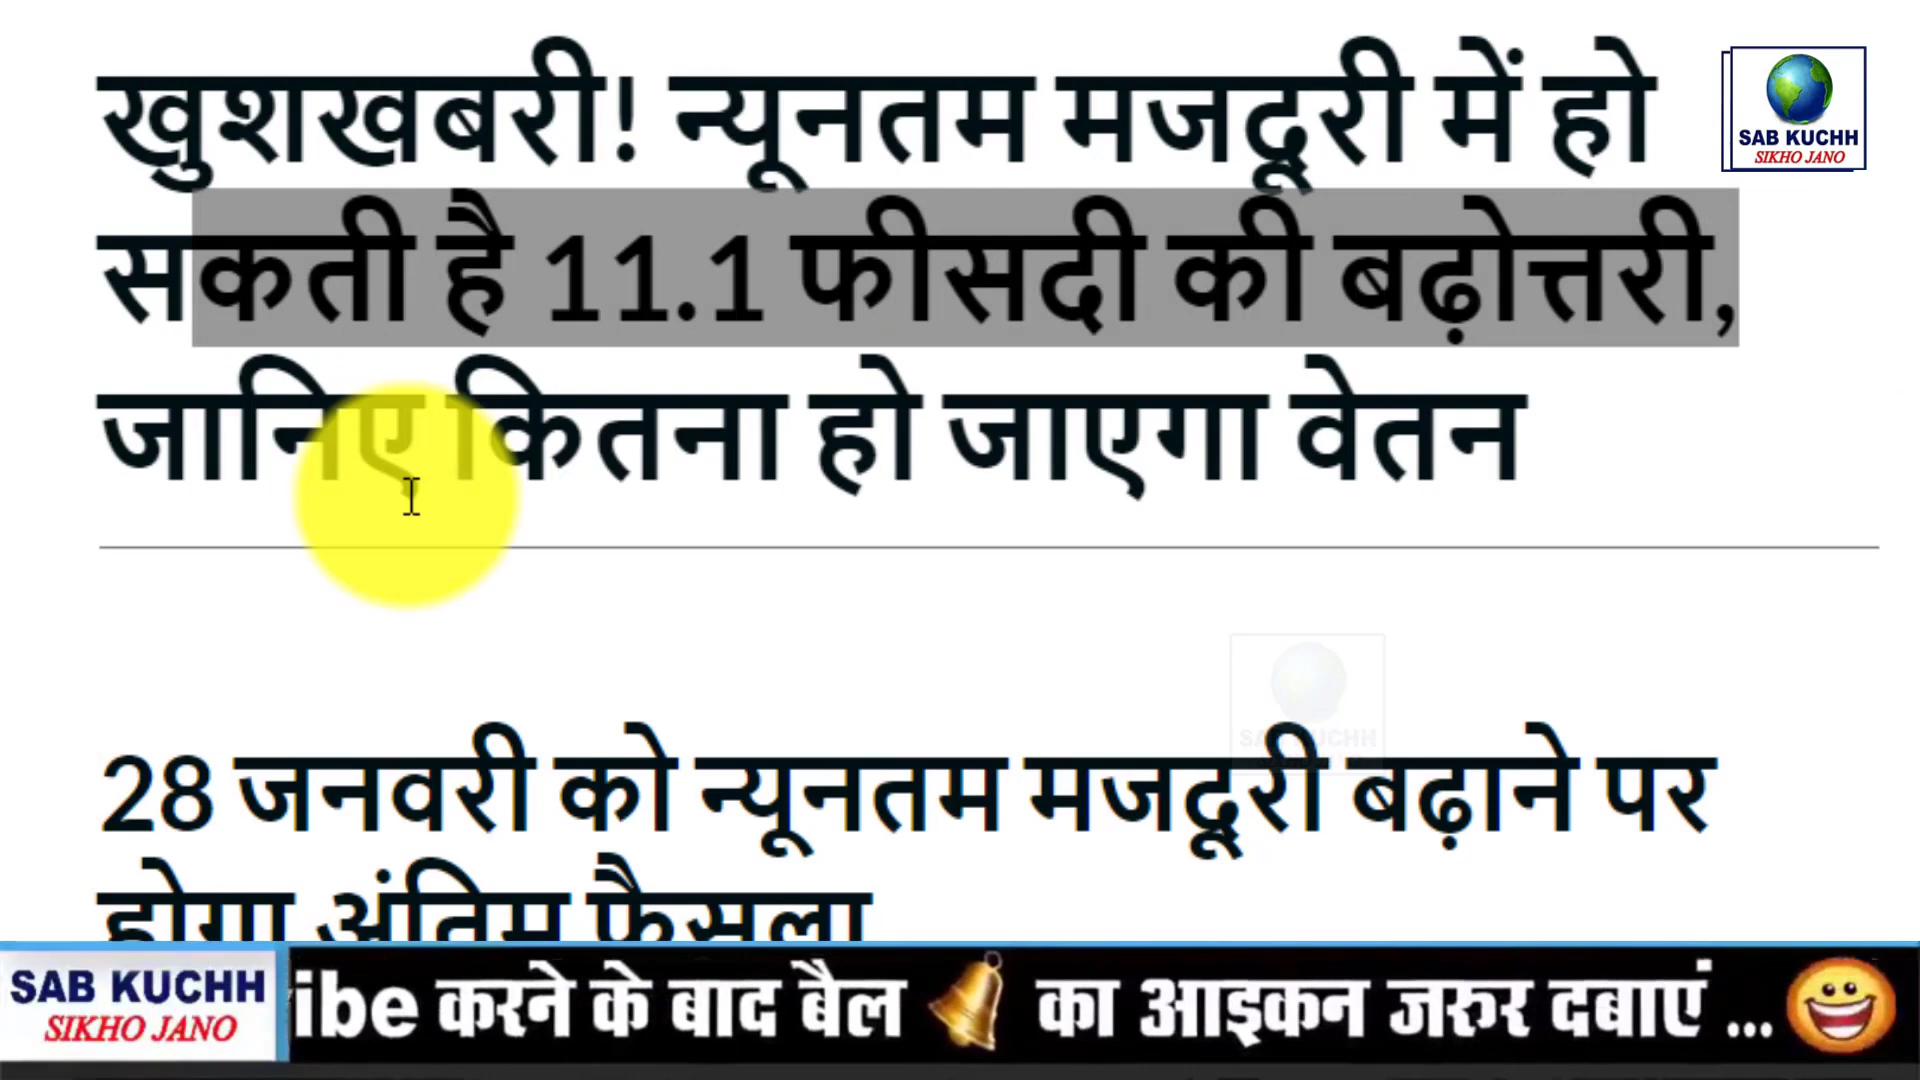 खुशखबरी! न्यूनतम मजदूरी में हो
सकती है 11.1 फीसदी की बढ़ोत्तरी,
जानिए कितना हो जाएगा वेतन
SAB KUCHH
SIKHO JANO
28 जनवरी को न्यूनतम मजदूरी बढ़ाने पर
होगा अंतिम फैसला
SAB KUCHH
SIKHO JANO
ibe करने के बाद बैल का आइकन जरुर दबाएं ...